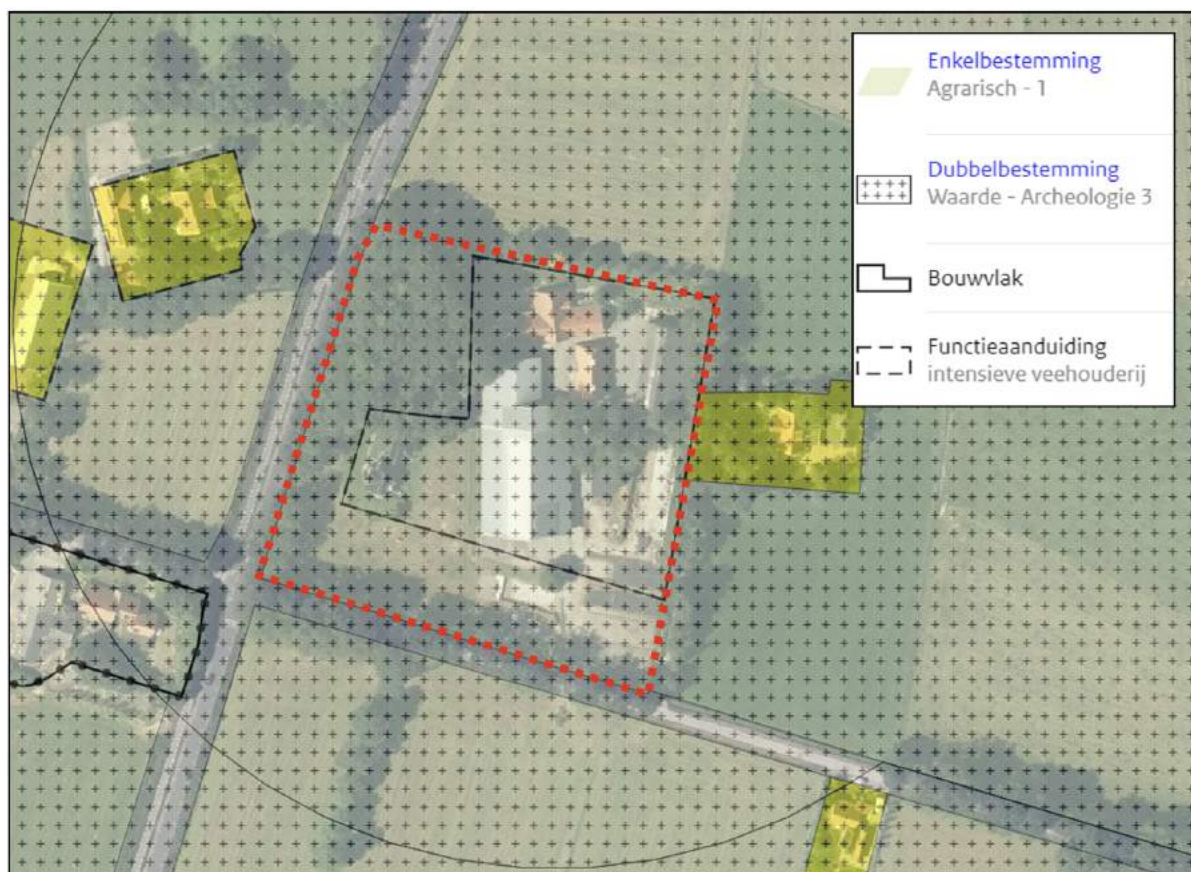 Enkelbestemming
Agrarisch - 1
Dubbelbestemming
Waarde - Archeologie 3
Bouwvlak
Functieaanduiding
intensieve veehouderij